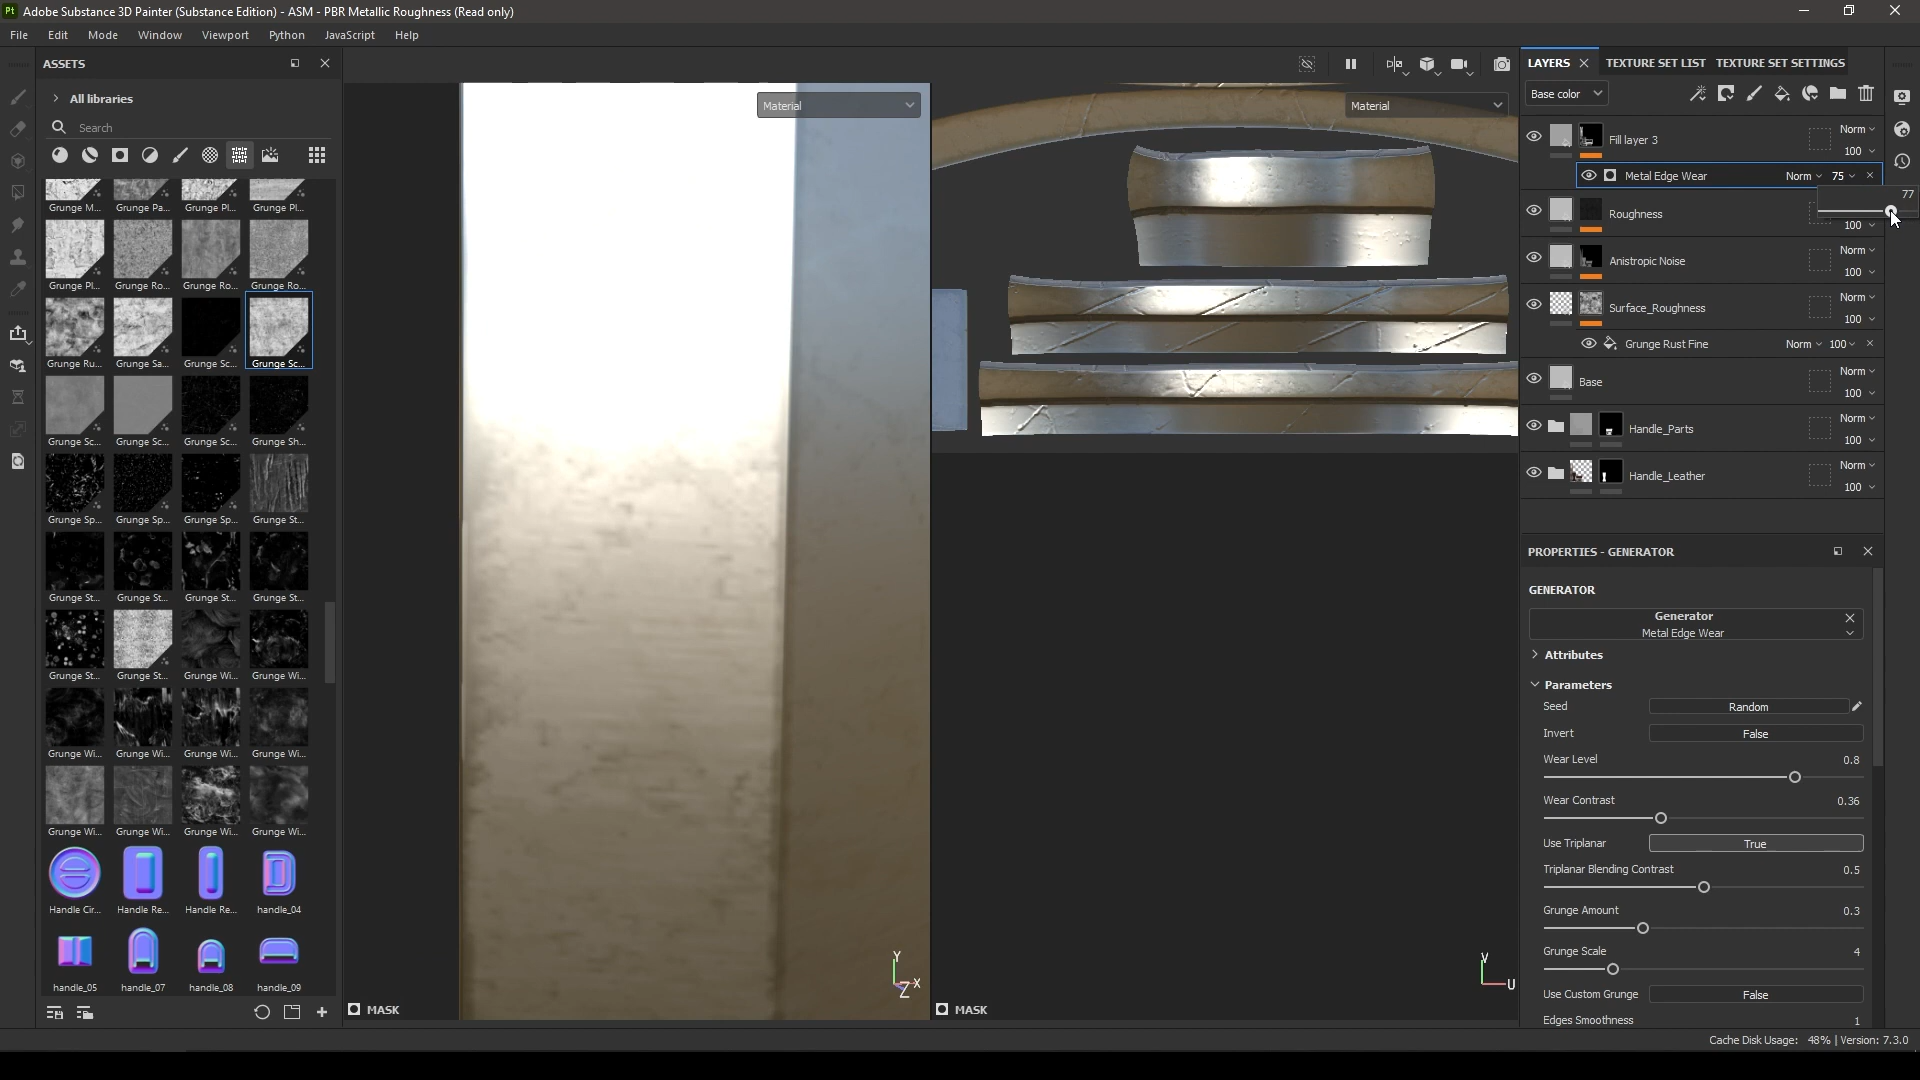 Pt Adobe Substance 3D Painter (Substance Edition) - ASM - PBR Metallic Roughness (Read only)
File Edit Mode Window Viewport Python JavaScript Help
ASSETS
All libraries
Search
Grunge M... Grunge Pa... Grunge Pl... Grunge Pl...
Grunge Pl... Grunge Ro... Grunge Ro... Grunge Ro...
Grunge Ru... Grunge Sa... Grunge Sc... Grunge Sc...
Grunge Sc... Grunge Sc... Grunge Sc... Grunge Sh...
Grunge Sp... Grunge Sp... Grunge Sp... Grunge St...
Grunge St... Grunge St... Grunge St... Grunge St...
Grunge St... Grunge St... Grunge Wi... Grunge Wi...
Grunge Wi... Grunge Wi... Grunge Wi... Grunge Wi...
Grunge Wi... Grunge Wi... Grunge Wi... Grunge Wi...
Handle Cir... Handle Re... Handle Re... handle_04
handle_05 handle_07 handle_08 handle_09
Material
Y
X
Z
MASK
Material
V
U
MASK
LAYERS TEXTURE SET LIST TEXTURE SET SETTINGS
Base color
Fill layer 3 Norm
100
Metal Edge Wear Norm 75
77
Roughness
100
Anistropic Noise Norm
100
Surface_Roughness Norm
100
Grunge Rust Fine Norm 100
Base Norm
100
Handle_Parts Norm
100
Handle_Leather Norm
100
PROPERTIES - GENERATOR
GENERATOR
Generator
Metal Edge Wear
Attributes
Parameters
Seed Random
Invert False
Wear Level 0.8
Wear Contrast 0.36
Use Triplanar True
Triplanar Blending Contrast 0.5
Grunge Amount 0.3
Grunge Scale 4
Use Custom Grunge False
Edges Smoothness 1
Cache Disk Usage: 48% | Version: 7.3.0